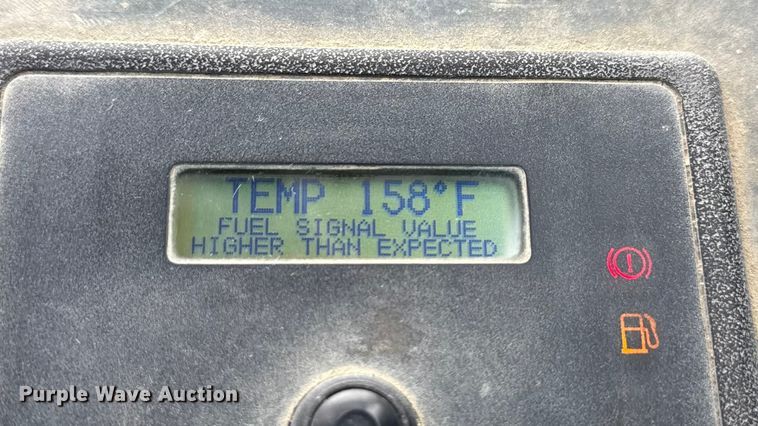 TEMP 158°F
FUEL SIGNAL VALUE
HIGHER THAN EXPECTED
Purple Wave Auction®